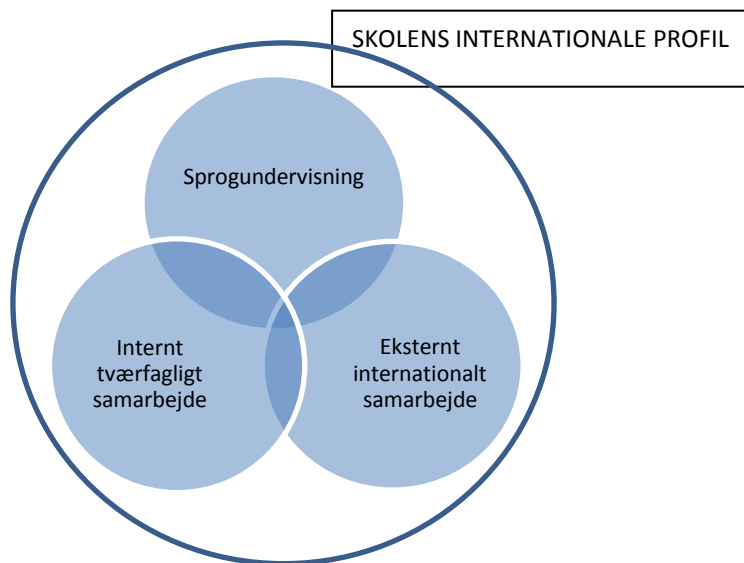 SKOLENS INTERNATIONALE PROFIL
Sprogundervisning
Internt
tværfagligt
samarbejde
Eksternt
internationalt
samarbejde